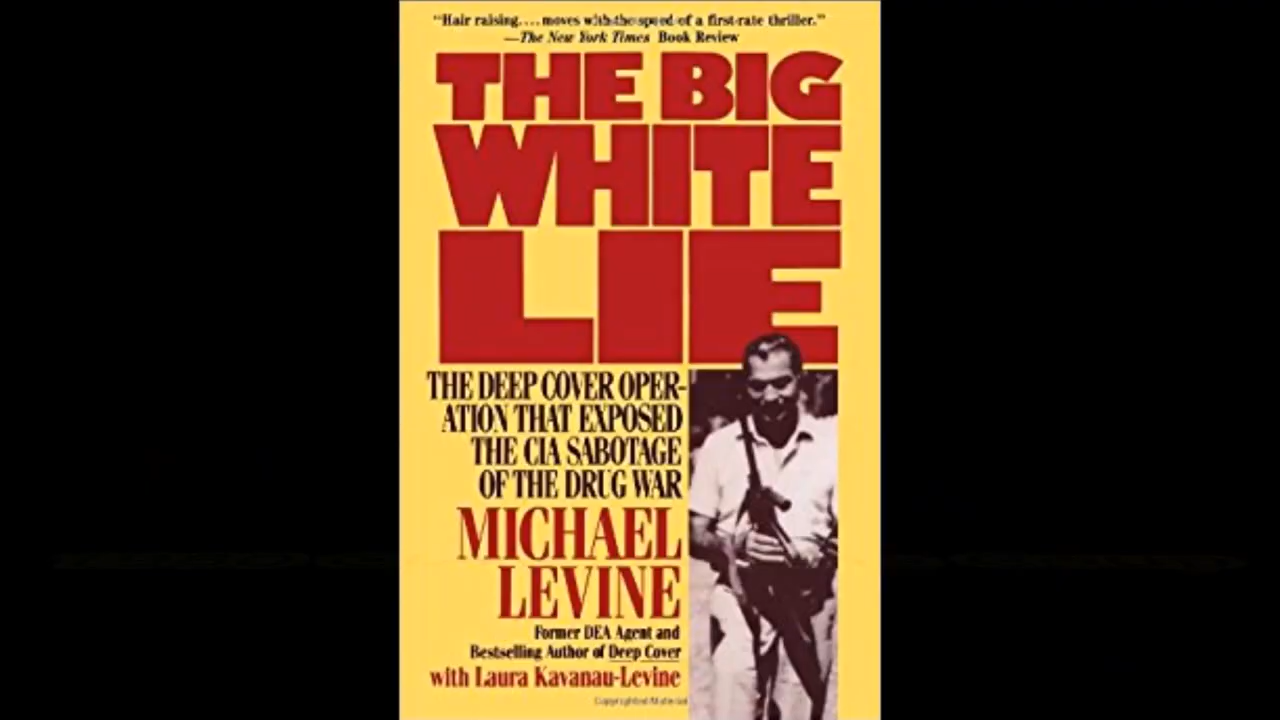 “Hair raising.... moves with the speed of a first-rate thriller.”
—The New York Times Book Review
THE BIG
WHITE
LIE
THE DEEP COVER OPER-
ATION THAT EXPOSED
THE CIA SABOTAGE
OF THE DRUG WAR
MICHAEL
LEVINE
Former DEA Agent and
Bestselling Author of Deep Cover
with Laura Kavanau-Levine
Copyrighted Material